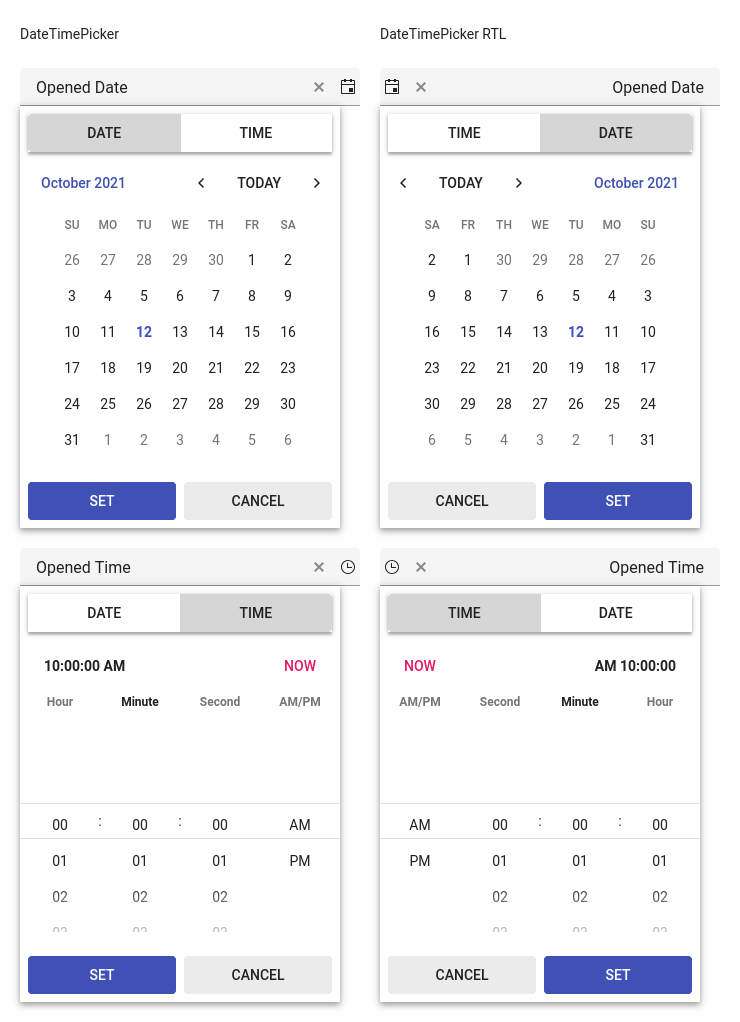 DateTimePicker
DateTimePicker RTL
Opened Date
Opened Date
DATE TIME
TIME DATE
October 2021 TODAY
TODAY October 2021
SU MO TU WE TH FR SA
SA FR TH WE TU MO SU
26 27 28 29 30 1 2
2 1 30 29 28 27 26
3 4 5 6 7 8 9
9 8 7 6 5 4 3
10 11 12 13 14 15 16
16 15 14 13 12 11 10
17 18 19 20 21 22 23
23 22 21 20 19 18 17
24 25 26 27 28 29 30
30 29 28 27 26 25 24
31 1 2 3 4 5 6
6 5 4 3 2 1 31
SET CANCEL
CANCEL SET
Opened Time
Opened Time
DATE TIME
TIME DATE
10:00:00 AM NOW
NOW AM 10:00:00
Hour Minute Second AM/PM
AM/PM Second Minute Hour
00 : 00 : 00 AM
AM 00 : 00 : 00
01 01 01 PM
PM 01 01 01
02 02 02
02 02 02
SET CANCEL
CANCEL SET